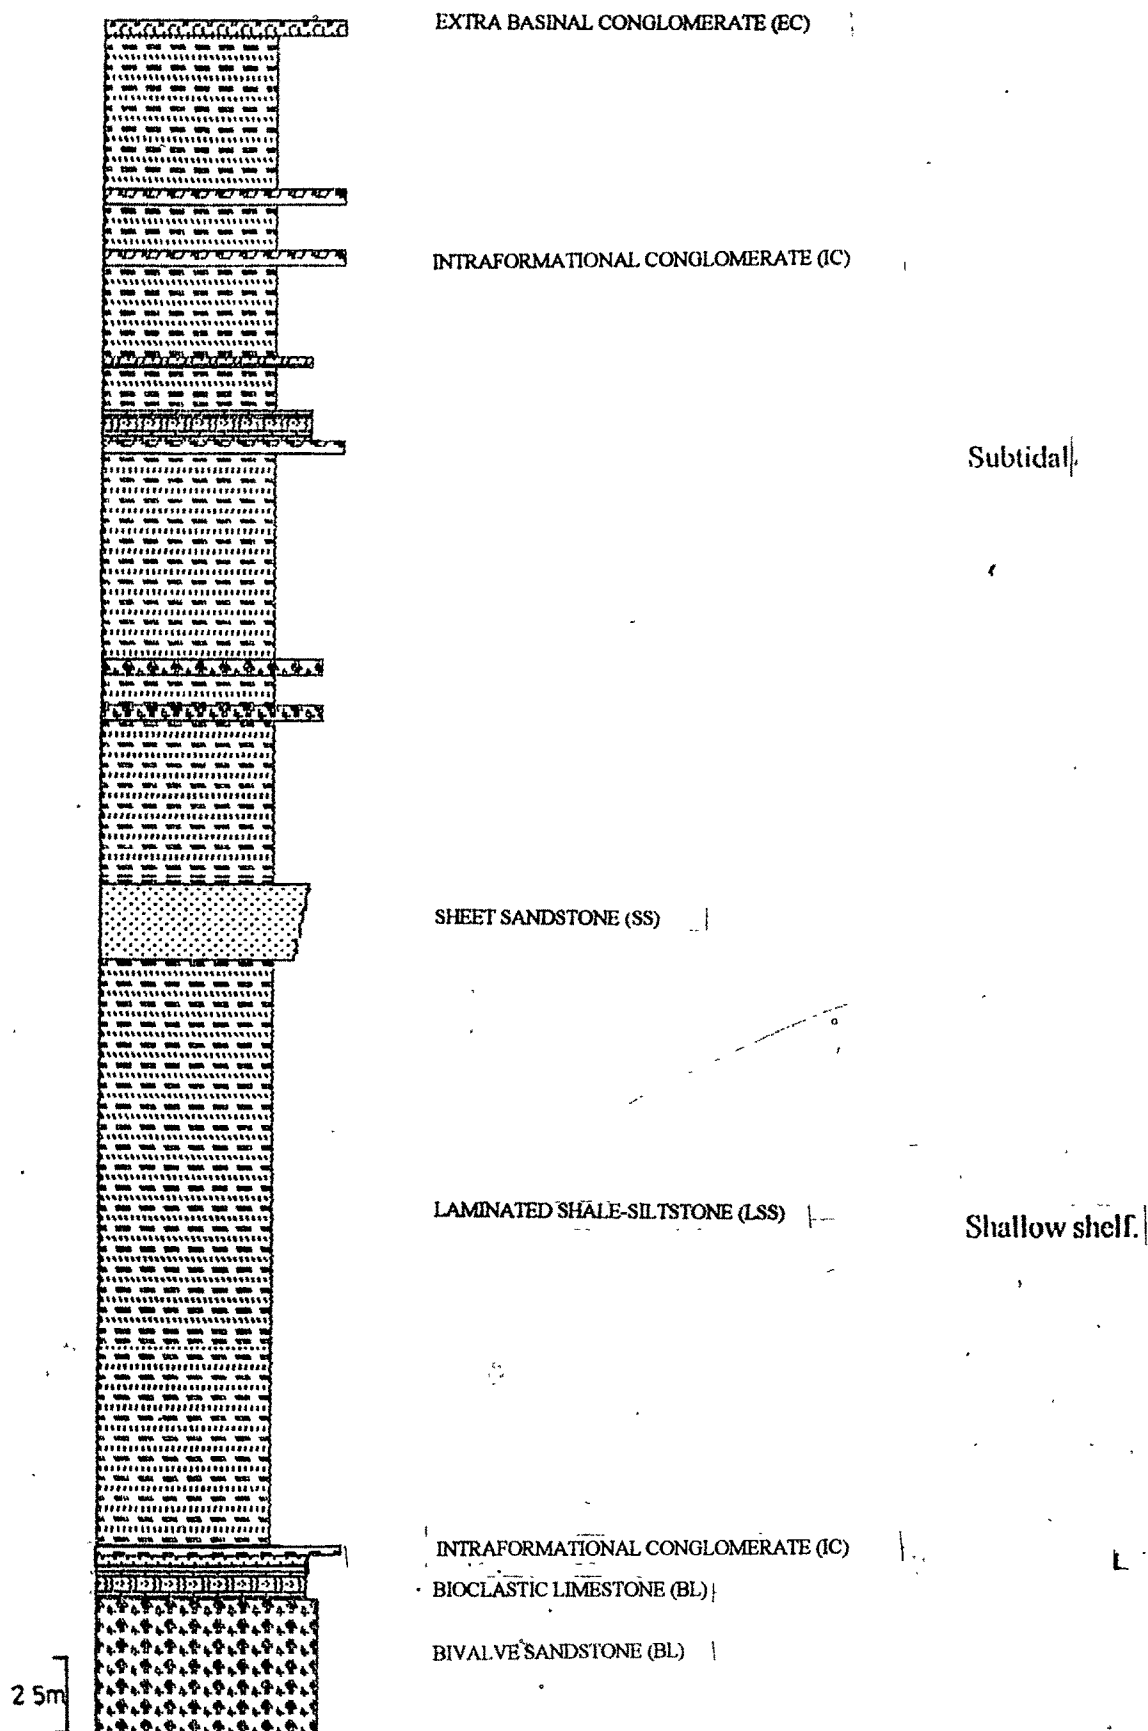 EXTRA BASINAL CONGLOMERATE (EC)
INTRAFORMATIONAL CONGLOMERATE (IC)
Subtidal
SHEET SANDSTONE (SS)
LAMINATED SHALE-SILTSTONE (LSS)
Shallow shelf.
INTRAFORMATIONAL CONGLOMERATE (IC)
BIOCLASTIC LIMESTONE (BL)
BIVALVE SANDSTONE (BL)
2 5m